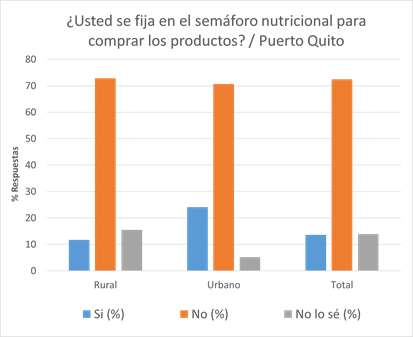 ¿Usted se fija en el semáforo nutricional para
comprar los productos? / Puerto Quito
% Respuestas
80
70
60
50
40
30
20
10
0
Rural Urbano Total
Si (%) No (%) No lo sé (%)